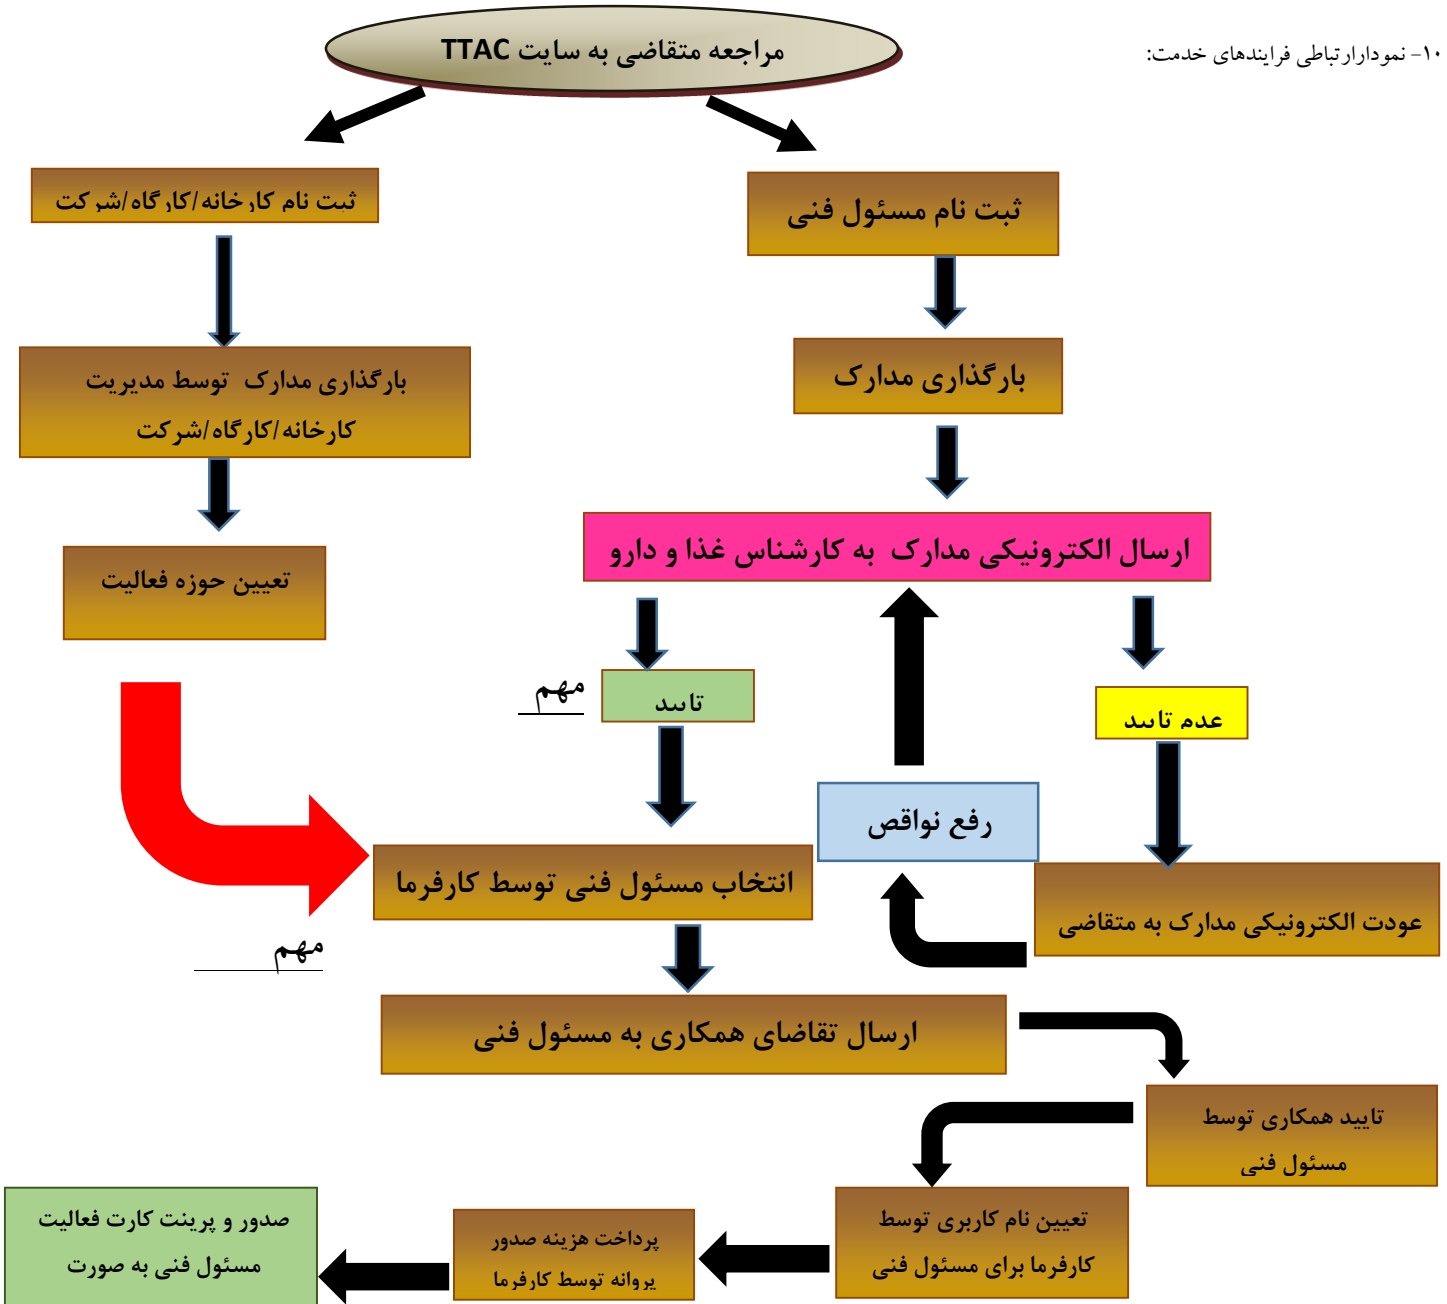 ۱۰- نمودارارتباطی فرایندهای خدمت:
مراجعه متقاضی به سایت TTAC
ثبت نام مسئول فنی
ثبت نام کارخانه/کارگاه/شرکت
بارگذاری مدارک
بارگذاری مدارک توسط مدیریت
کارخانه/کارگاه/شرکت
ارسال الکترونیکی مدارک به کارشناس غذا و دارو
تعیین حوزه فعالیت
عدم تایید
تایید
مهم
رفع نواقص
انتخاب مسئول فنی توسط کارفرما
عودت الکترونیکی مدارک به متقاضی
مهم
ارسال تقاضای همکاری به مسئول فنی
تایید همکاری توسط
مسئول فنی
تعیین نام کاربری توسط
کارفرما برای مسئول فنی
پرداخت هزینه صدور
پروانه توسط کارفرما
صدور و پرینت کارت فعالیت
مسئول فنی به صورت